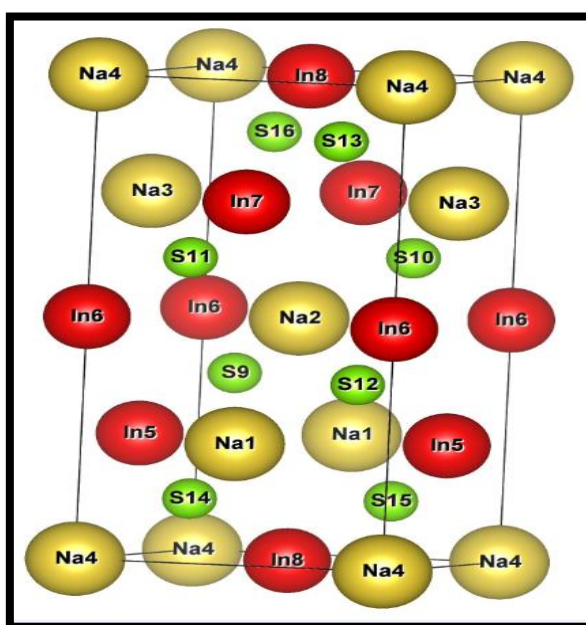 Na4 Na4 In8 Na4 Na4
S16 S13
Na3 In7 In7 Na3
S11 S10
In6 In6 Na2 In6 In6
S9 S12
In5 Na1 Na1 In5
S14 S15
Na4 Na4 In8 Na4 Na4